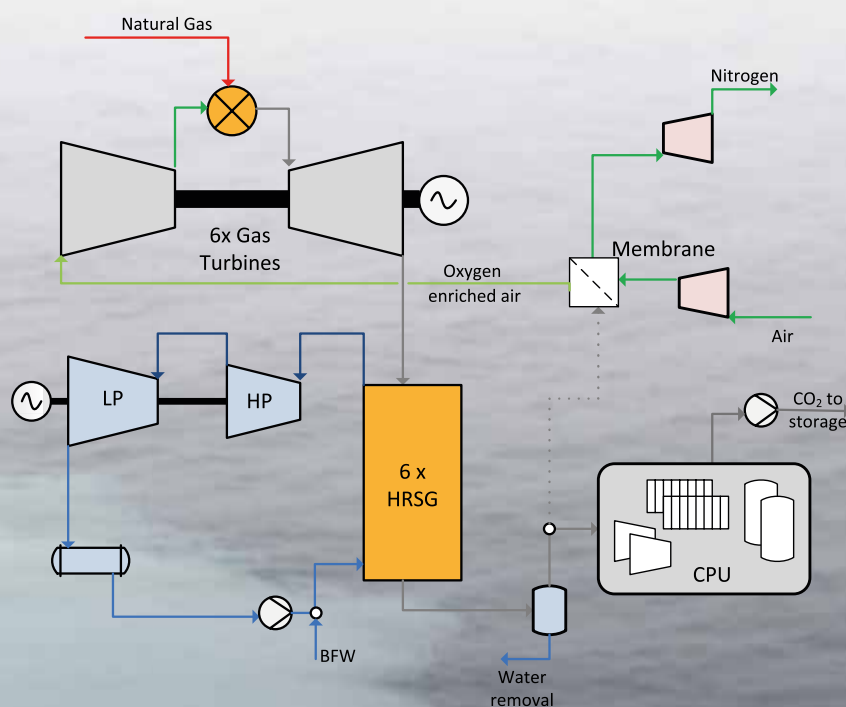 Natural Gas
Nitrogen
6x Gas
Turbines
Membrane
Oxygen
enriched air
Air
LP
HP
CO₂ to
storage
6 x
HRSG
CPU
BFW
Water
removal